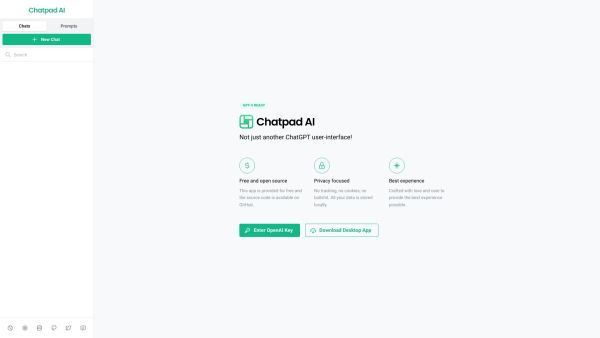 Chatpad AI
Chats
Prompts
New Chat
Search
GPT-4 READY
Chatpad AI
Not just another ChatGPT user-interface!
Free and open source
This app is provided for free and
the source code is available on
GitHub.
Privacy focused
No tracking, no cookies, no
bullshit. All your data is stored
locally.
Best experience
Crafted with love and care to
provide the best experience
possible.
Enter OpenAI Key
Download Desktop App